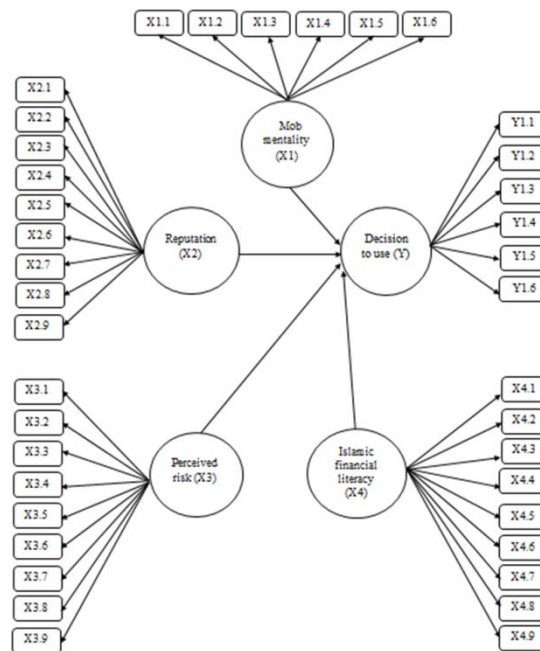 X1.1 X1.2 X1.3 X1.4 X1.5 X1.6
X2.1
X2.2
X2.3
X2.4
X2.5
X2.6
X2.7
X2.8
X2.9
Mob
mentality
(X1)
Reputation
(X2)
Decision
to use (Y)
Y1.1
Y1.2
Y1.3
Y1.4
Y1.5
Y1.6
X3.1
X3.2
X3.3
X3.4
X3.5
X3.6
X3.7
X3.8
X3.9
Perceived
risk (X3)
Islamic
financial
literacy
(X4)
X4.1
X4.2
X4.3
X4.4
X4.5
X4.6
X4.7
X4.8
X4.9